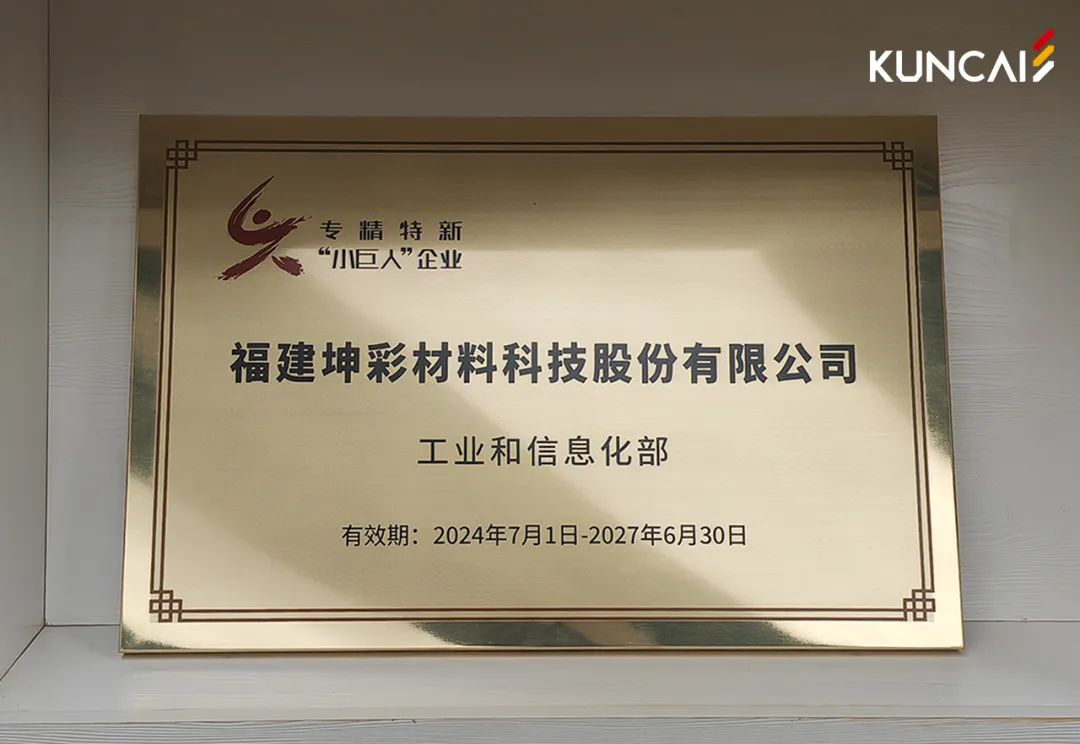 KUNCAI
专精特新
“小巨人”企业
福建坤彩材料科技股份有限公司
工业和信息化部
有效期：2024年7月1日-2027年6月30日